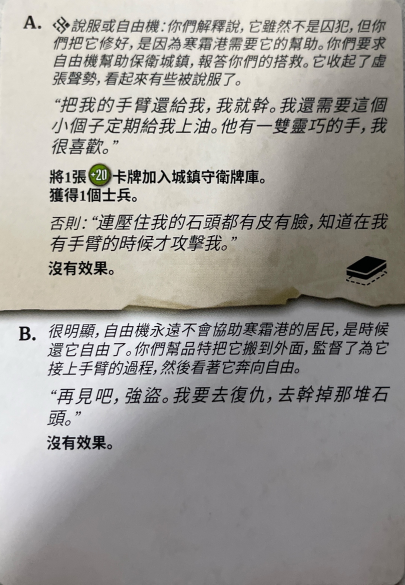 A. 說服或自由機：你們解釋說，它雖然不是囚犯，但你
們把它修好，是因為寒霜港需要它的幫助。你們要求
自由機幫助保衛城鎮，報答你們的搭救。它收起了虛
張聲勢，看起來有些被說服了。
“把我的手臂還給我，我就幹。我還需要這個
小個子定期給我上油。他有一雙靈巧的手，我
很喜歡。”
將1張+20卡牌加入城鎮守衛牌庫。
獲得1個士兵。
否則：“連壓住我的石頭都有皮有臉，知道在我
有手臂的時候才攻擊我。”
沒有效果。
B. 很明顯，自由機永遠不會協助寒霜港的居民，是時候
還它自由了。你們幫品特把它搬到外面，監督了為它
接上手臂的過程，然後看著它奔向自由。
“再見吧，強盜。我要去復仇，去幹掉那堆石
頭。”
沒有效果。